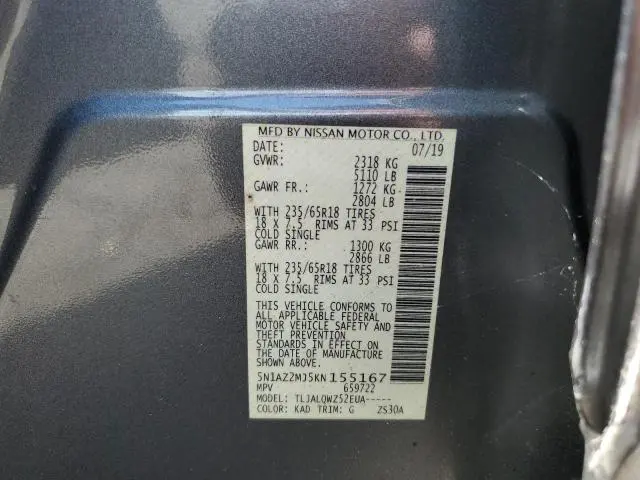 MFD BY NISSAN MOTOR CO., LTD.
DATE: 07/19
GVWR: 2318 KG
5110 LB
GAWR FR.: 1272 KG
2804 LB
WITH 235/65R18 TIRES
18 X 7.5 RIMS AT 33 PSI
COLD SINGLE
GAWR RR.: 1300 KG
2866 LB
WITH 235/65R18 TIRES
18 X 7.5 RIMS AT 33 PSI
COLD SINGLE
THIS VEHICLE CONFORMS TO
ALL APPLICABLE FEDERAL
MOTOR VEHICLE SAFETY AND
THEFT PREVENTION
STANDARDS IN EFFECT ON
THE DATE OF MANUFACTURE
SHOWN ABOVE.
5N1AZ2MJ5KN155167
MPV 659722
MODEL: TLJALQWZ52EUA-----
COLOR: KAD TRIM: G ZS30A